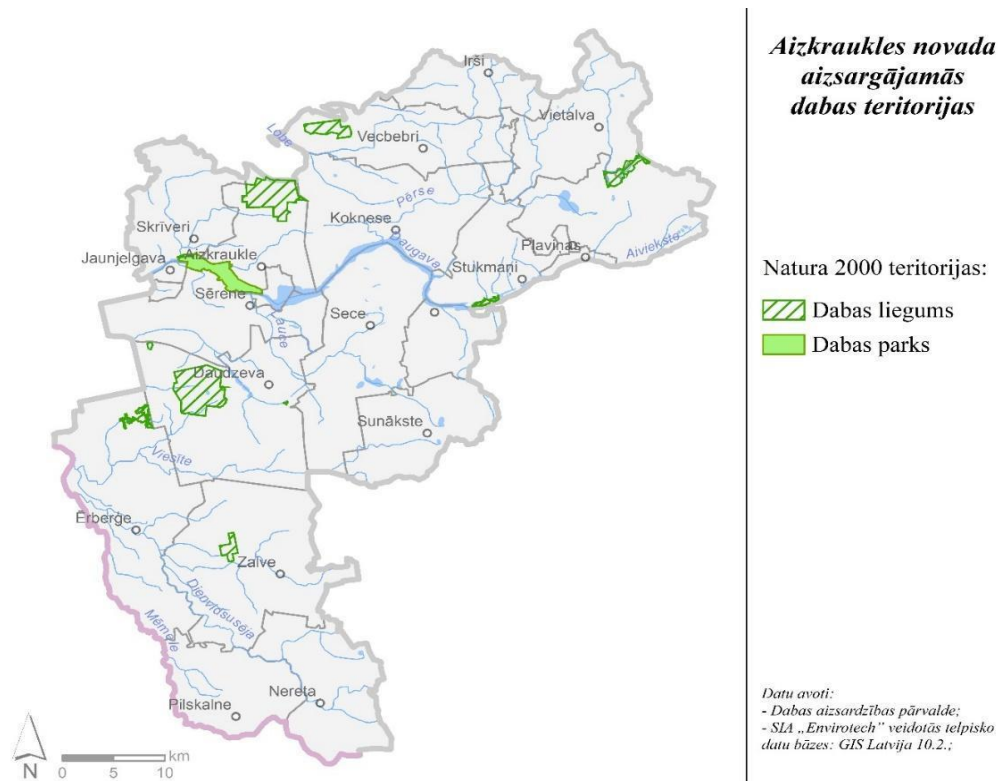 Aizkraukles novada
aizsargājamās
dabas teritorijas
Natura 2000 teritorijas:
Dabas liegums
Dabas parks
Datu avoti:
- Dabas aizsardzības pārvalde;
- SIA „Envirotech” veidotās telpisko
datu bāzes: GIS Latvija 10.2.;
Irši
Vietalva
Lobe
Vecbebri
Pērse
Skrīveri
Koknese
Pļaviņas
Aiviekste
Jaunjelgava
Aizkraukle
Daugava
Stukmaņi
Sērene
Lauce
Sece
Daudzeva
Sunākste
Viesīte
Ērberģe
Zalve
Dienvidsusēja
Mēmele
Nereta
Pilskalne
N
km
0 5 10